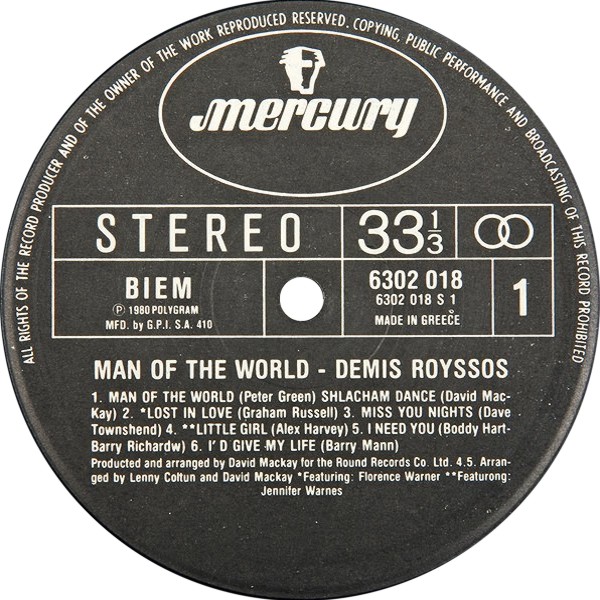 ALL RIGHTS OF THE RECORD PRODUCER AND OF THE OWNER OF THE WORK REPRODUCED RESERVED. COPYING, PUBLIC PERFORMANCE AND BROADCASTING OF THIS RECORD PROHIBITED
mercury
STEREO 33 1/3
BIEM
Ⓟ 1980 POLYGRAM
MFD. by G.P.I. S.A. 410
6302 018
6302 018 S 1
MADE IN GREECE
1
MAN OF THE WORLD - DEMIS ROYSSOS
1. MAN OF THE WORLD (Peter Green) SHLACHAM DANCE (David Mac-
Kay) 2. *LOST IN LOVE (Graham Russell) 3. MISS YOU NIGHTS (Dave
Townshend) 4. **LITTLE GIRL (Alex Harvey) 5. I NEED YOU (Boddy Hart-
Barry Richardw) 6. I'D GIVE MY LIFE (Barry Mann)
Produced and arranged by David Mackay for the Round Records Co. Ltd. 4.5. Arran-
ged by Lenny Coltun and David Mackay *Featuring: Florence Warner **Featurong:
Jennifer Warnes